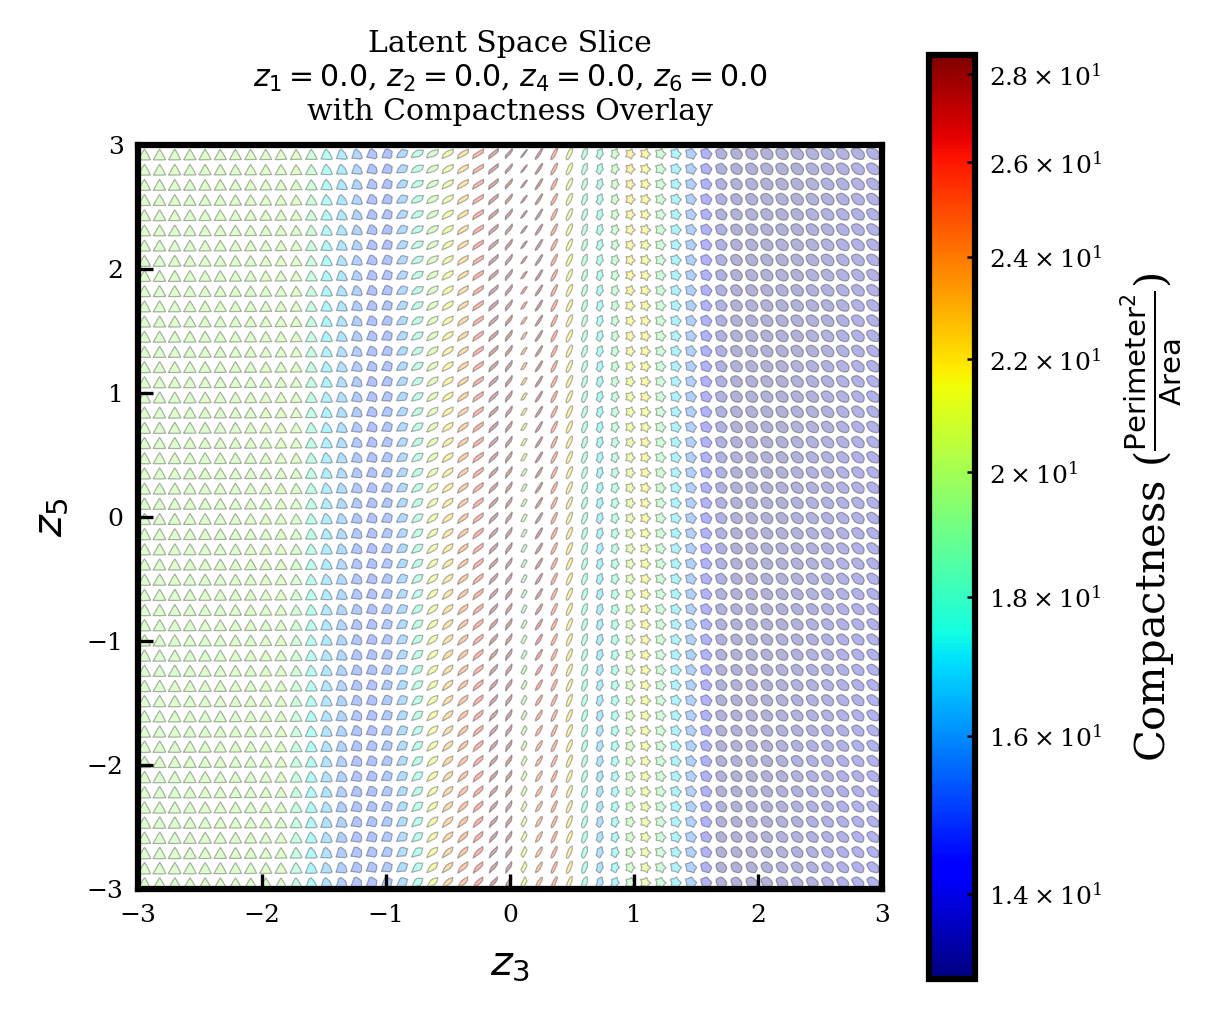 Latent Space Slice
z₁ = 0.0, z₂ = 0.0, z₄ = 0.0, z₆ = 0.0
with Compactness Overlay
3
2
1
0
−1
−2
−3
z₅
−3 −2 −1 0 1 2 3
z₃
2.8 × 10¹
2.6 × 10¹
2.4 × 10¹
2.2 × 10¹
2 × 10¹
1.8 × 10¹
1.6 × 10¹
1.4 × 10¹
Compactness (Perimeter²/Area)